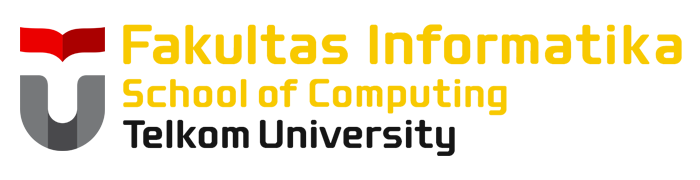 Fakultas Informatika
School of Computing
Telkom University